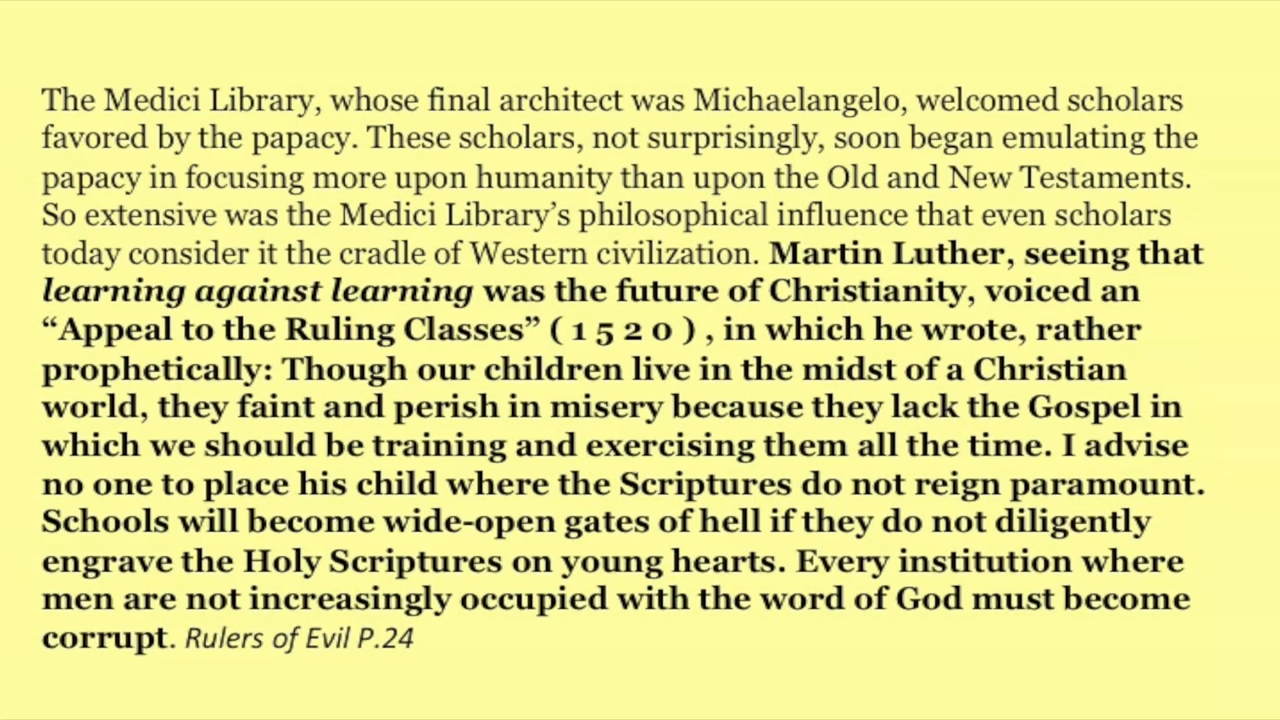 The Medici Library, whose final architect was Michaelangelo, welcomed scholars
favored by the papacy. These scholars, not surprisingly, soon began emulating the
papacy in focusing more upon humanity than upon the Old and New Testaments.
So extensive was the Medici Library’s philosophical influence that even scholars
today consider it the cradle of Western civilization. Martin Luther, seeing that
learning against learning was the future of Christianity, voiced an
“Appeal to the Ruling Classes” ( 1 5 2 0 ) , in which he wrote, rather
prophetically: Though our children live in the midst of a Christian
world, they faint and perish in misery because they lack the Gospel in
which we should be training and exercising them all the time. I advise
no one to place his child where the Scriptures do not reign paramount.
Schools will become wide-open gates of hell if they do not diligently
engrave the Holy Scriptures on young hearts. Every institution where
men are not increasingly occupied with the word of God must become
corrupt. Rulers of Evil P.24